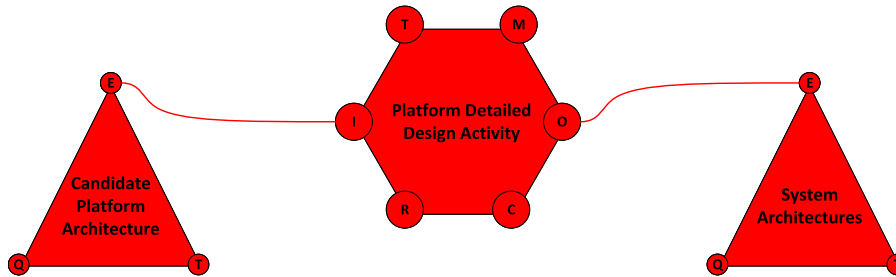 T
M
E
E
Platform Detailed
Design Activity
I
O
Candidate
Platform
Architecture
System
Architectures
R
C
Q
T
Q